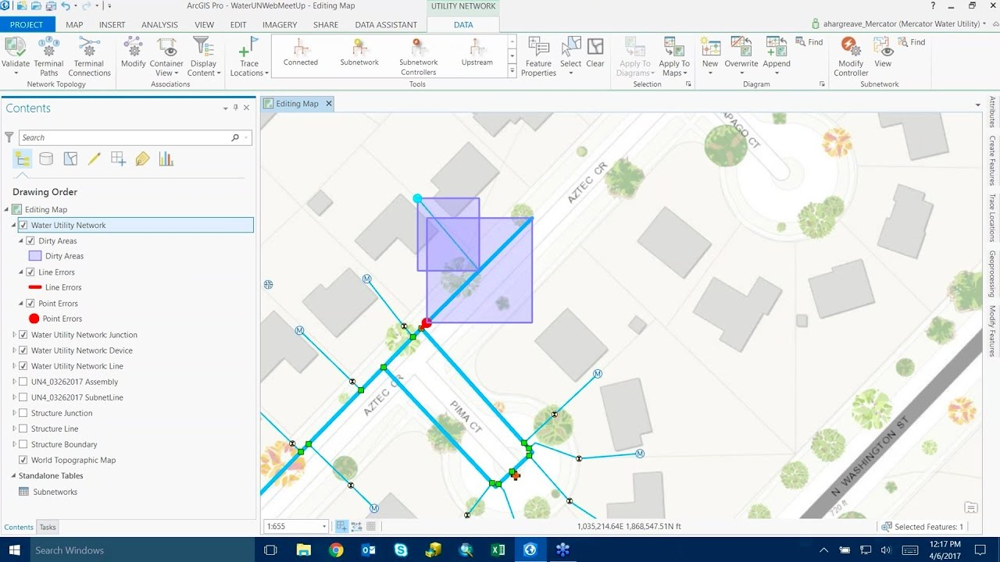 ArcGIS Pro - WaterUNWebMeetUp - Editing Map
UTILITY NETWORK
?
PROJECT MAP INSERT ANALYSIS VIEW EDIT IMAGERY SHARE DATA ASSISTANT DATA
ahargreave_Mercator (Mercator Water Utility)
Validate
Terminal Paths
Terminal Connections
Network Topology
Modify
Container View
Display Content
Associations
Trace Locations
Connected
Subnetwork
Subnetwork Controllers
Upstream
Tools
Feature Properties
Select
Clear
Apply To Diagrams
Apply To Maps
Selection
New
Overwrite
Append
Find
Diagram
Modify Controller
View
Find
Subnetwork
Contents
Search
Drawing Order
Editing Map
Water Utility Network
Dirty Areas
Dirty Areas
Line Errors
Line Errors
Point Errors
Point Errors
Water Utility Network: Junction
Water Utility Network: Device
Water Utility Network: Line
UN4_03262017 Assembly
UN4_03262017 SubnetLine
Structure Junction
Structure Line
Structure Boundary
World Topographic Map
Standalone Tables
Subnetworks
Contents Tasks
Editing Map
APAGO CT
AZTEC CR
M
M
AZTEC CR
PIMA CT
M
M
M
N WASHINGTON ST
720 ft
1:655
1,035,214.64E 1,868,547.51N ft
Selected Features: 1
Attributes
Create Features
Trace Locations
Geoprocessing
Modify Features
Search Windows
12:17 PM
4/6/2017